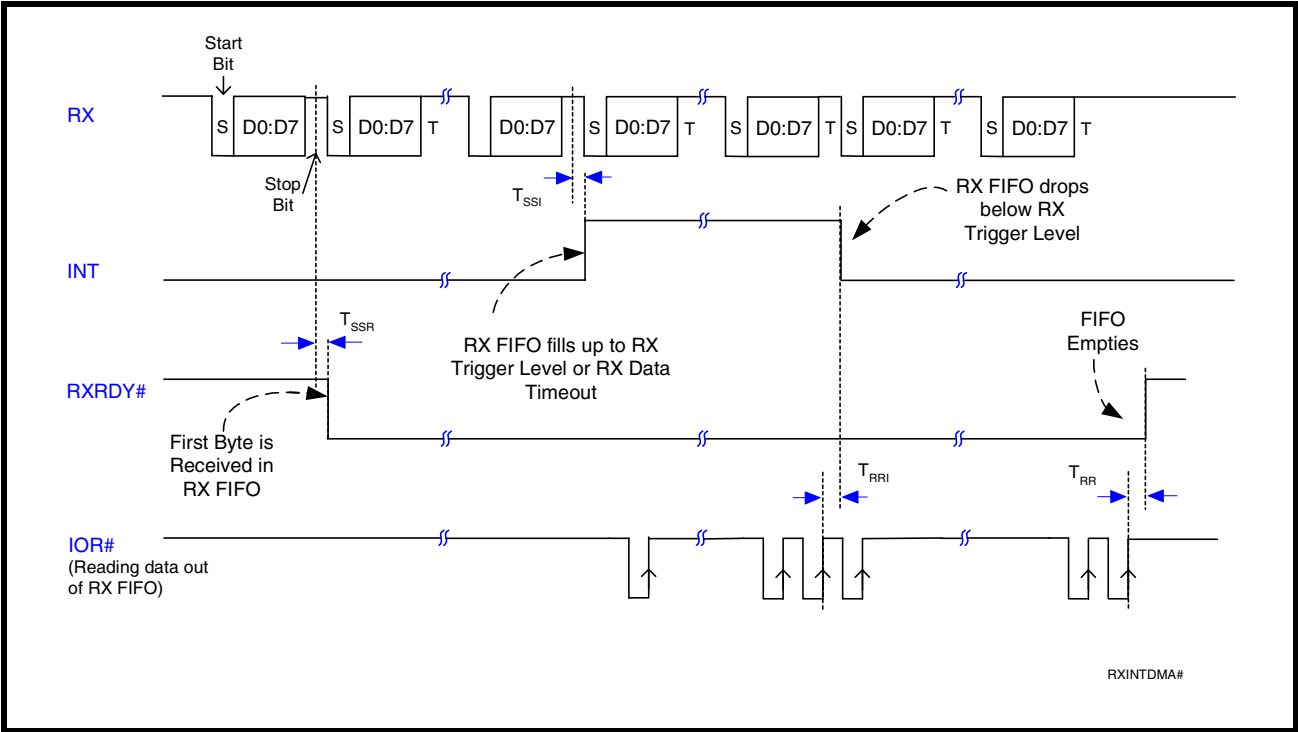 Start
Bit
RX
S D0:D7 S D0:D7 T D0:D7 S D0:D7 T S D0:D7 T S D0:D7 T S D0:D7 T
Stop
Bit
TSSI
RX FIFO drops
below RX
Trigger Level
INT
TSSR
RX FIFO fills up to RX
Trigger Level or RX Data
Timeout
FIFO
Empties
RXRDY#
First Byte is
Received in
RX FIFO
TRRI
TRR
IOR#
(Reading data out
of RX FIFO)
RXINTDMA#